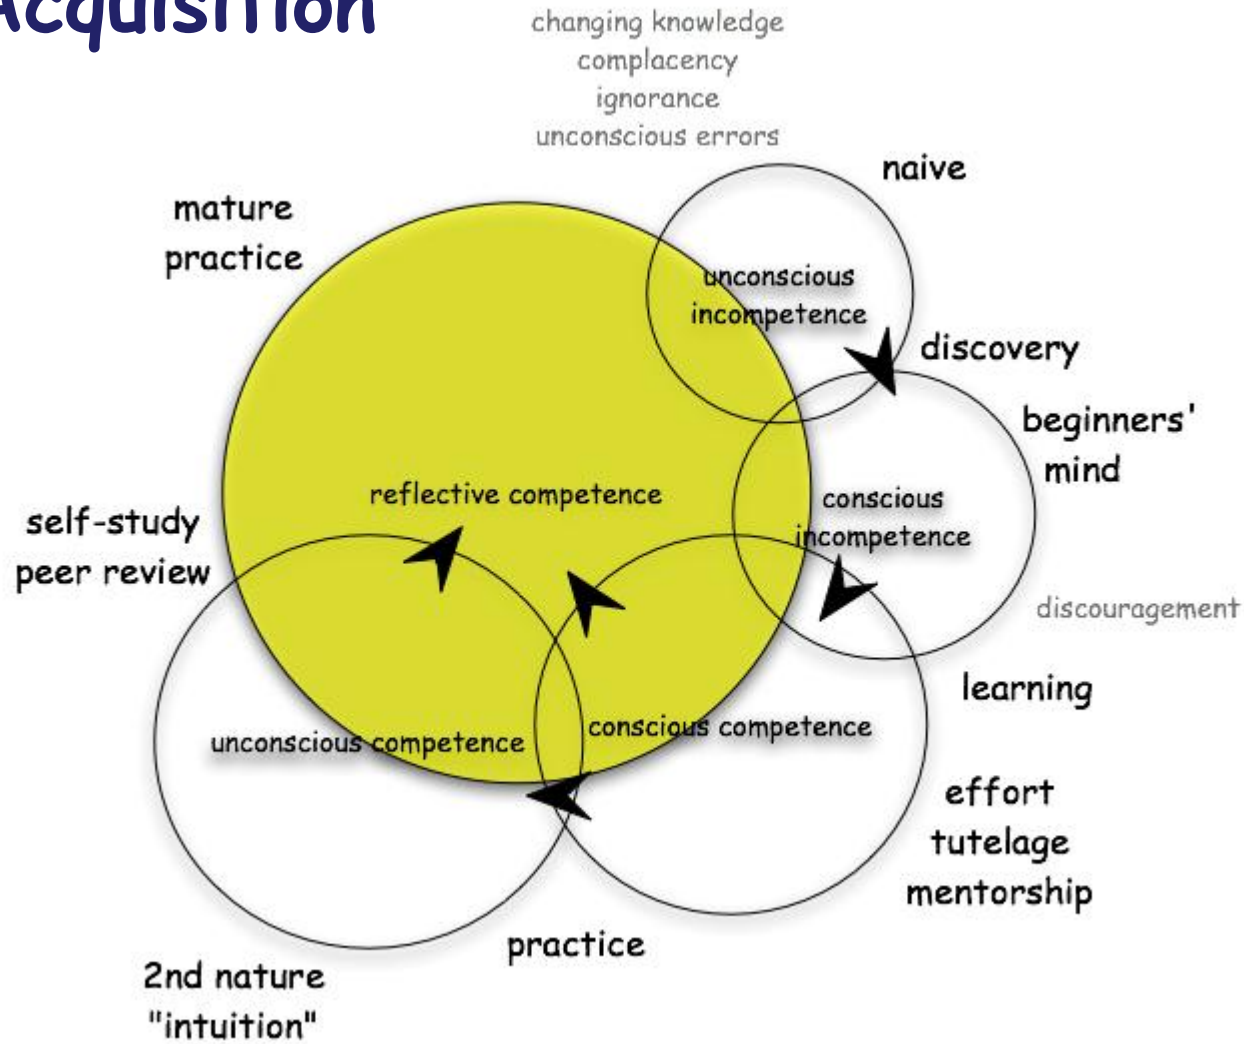 Acquisition
changing knowledge
complacency
ignorance
unconscious errors
naive
mature
practice
unconscious
incompetence
discovery
beginners'
mind
reflective competence
conscious
incompetence
self-study
peer review
discouragement
learning
unconscious competence
conscious competence
effort
tutelage
mentorship
practice
2nd nature
"intuition"